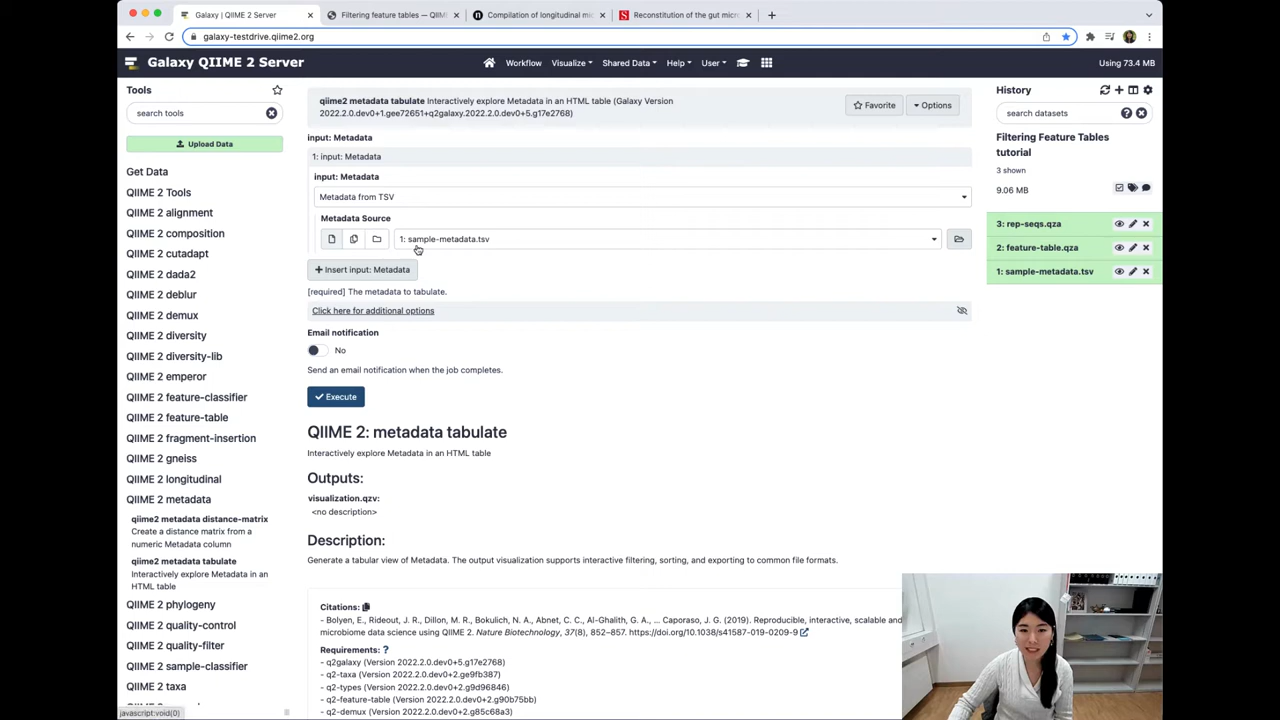 Galaxy | QIIME 2 Server
Filtering feature tables — QIIM
Compilation of longitudinal mic
Reconstitution of the gut micro
galaxy-testdrive.qiime2.org
Galaxy QIIME 2 Server
Workflow
Visualize
Shared Data
Help
User
Using 73.4 MB
Tools
search tools
Upload Data
Get Data
QIIME 2 Tools
QIIME 2 alignment
QIIME 2 composition
QIIME 2 cutadapt
QIIME 2 dada2
QIIME 2 deblur
QIIME 2 demux
QIIME 2 diversity
QIIME 2 diversity-lib
QIIME 2 emperor
QIIME 2 feature-classifier
QIIME 2 feature-table
QIIME 2 fragment-insertion
QIIME 2 gneiss
QIIME 2 longitudinal
QIIME 2 metadata
qiime2 metadata distance-matrix
Create a distance matrix from a
numeric Metadata column
qiime2 metadata tabulate
Interactively explore Metadata in an
HTML table
QIIME 2 phylogeny
QIIME 2 quality-control
QIIME 2 quality-filter
QIIME 2 sample-classifier
QIIME 2 taxa
javascript:void(0)
qiime2 metadata tabulate Interactively explore Metadata in an HTML table (Galaxy Version
2022.2.0.dev0+1.gee72651+q2galaxy.2022.2.0.dev0+5.g17e2768)
Favorite
Options
input: Metadata
1: input: Metadata
input: Metadata
Metadata from TSV
Metadata Source
1: sample-metadata.tsv
Insert input: Metadata
[required] The metadata to tabulate.
Click here for additional options
Email notification
No
Send an email notification when the job completes.
Execute
QIIME 2: metadata tabulate
Interactively explore Metadata in an HTML table
Outputs:
visualization.qzv:
<no description>
Description:
Generate a tabular view of Metadata. The output visualization supports interactive filtering, sorting, and exporting to common file formats.
Citations:
- Bolyen, E., Rideout, J. R., Dillon, M. R., Bokulich, N. A., Abnet, C. C., Al-Ghalith, G. A., ... Caporaso, J. G. (2019). Reproducible, interactive, scalable and
microbiome data science using QIIME 2. Nature Biotechnology, 37(8), 852–857. https://doi.org/10.1038/s41587-019-0209-9
Requirements: ?
- q2galaxy (Version 2022.2.0.dev0+5.g17e2768)
- q2-taxa (Version 2022.2.0.dev0+2.ge9fb387)
- q2-types (Version 2022.2.0.dev0+2.g9d96846)
- q2-feature-table (Version 2022.2.0.dev0+2.g90b75bb)
- q2-demux (Version 2022.2.0.dev0+2.g85c68a3)
History
search datasets
Filtering Feature Tables
tutorial
3 shown
9.06 MB
3: rep-seqs.qza
2: feature-table.qza
1: sample-metadata.tsv